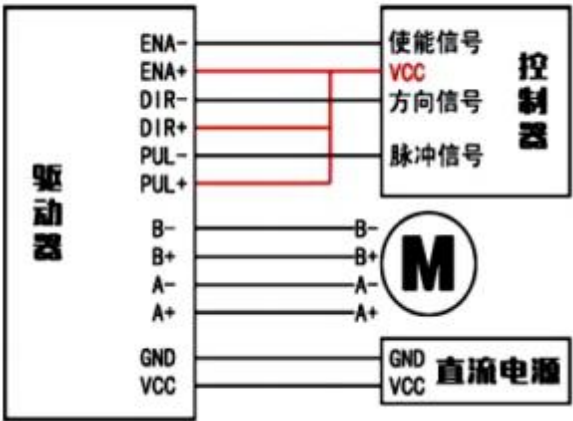 驱动器
ENA-
ENA+
DIR-
DIR+
PUL-
PUL+
B-
B+
A-
A+
GND
VCC
使能信号
VCC
方向信号
脉冲信号
控制器
B-
B+
A-
A+
M
GND
VCC
直流电源